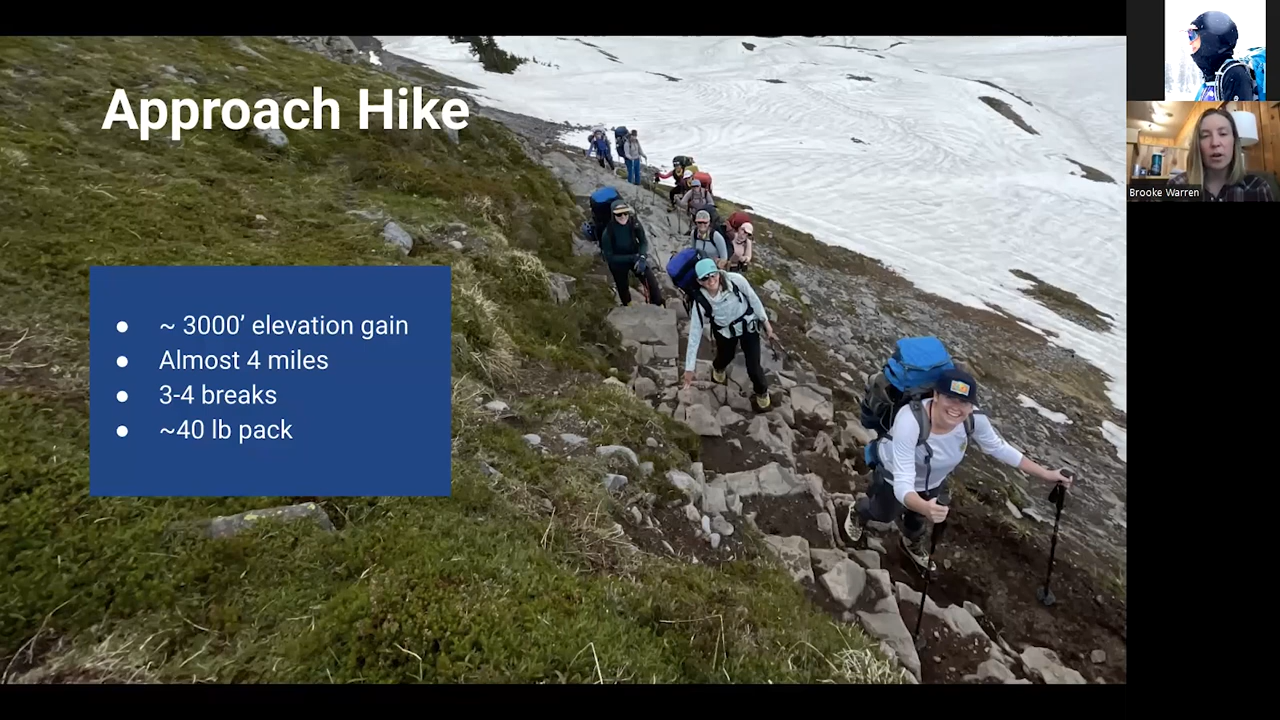 Approach Hike
● ~ 3000’ elevation gain
● Almost 4 miles
● 3-4 breaks
● ~40 lb pack
Brooke Warren